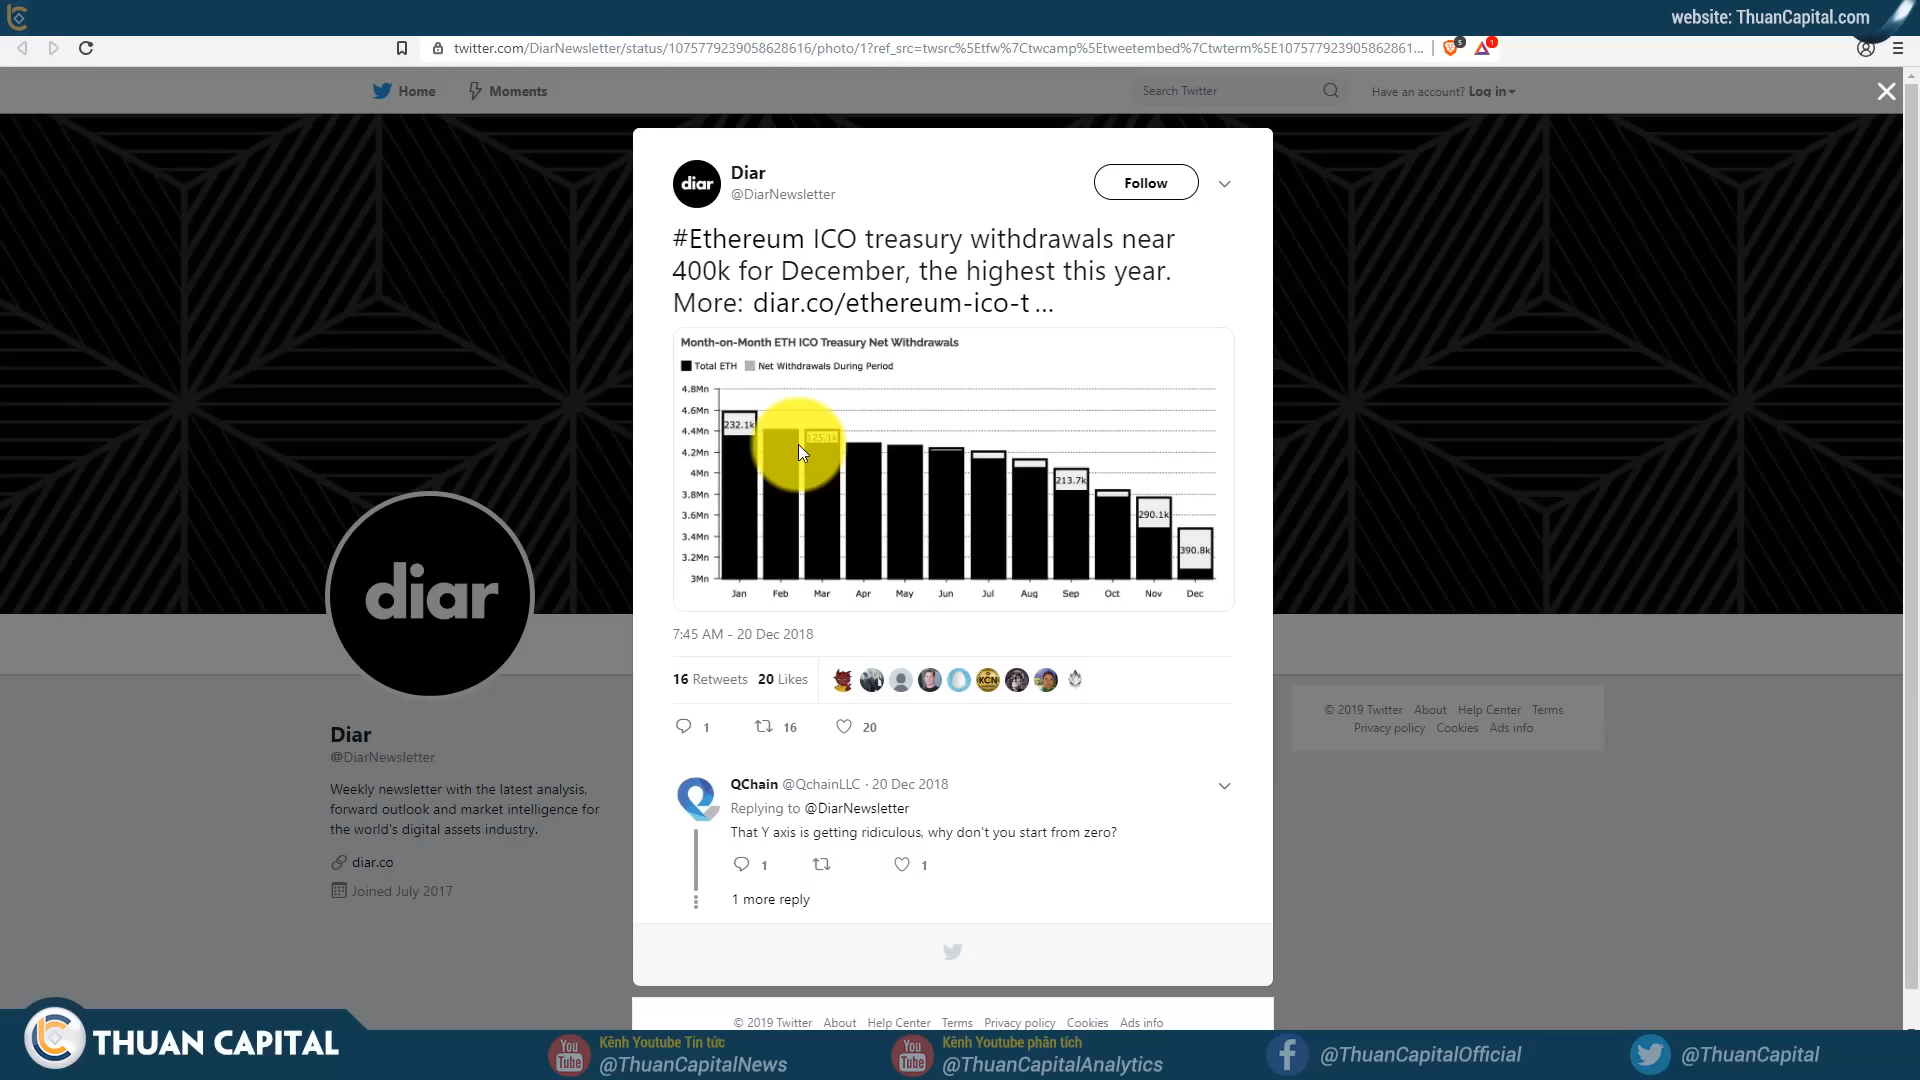 website: ThuanCapital.com
twitter.com/DiarNewsletter/status/1075779239058628616/photo/1?ref_src=twsrc%5Etfw%7Ctwcamp%5Etweetembed%7Ctwterm%5E107577923905862861...
5
1
Home
Moments
Search Twitter
Have an account? Log in
diar
Diar
@DiarNewsletter
Follow
#Ethereum ICO treasury withdrawals near
400k for December, the highest this year.
More: diar.co/ethereum-ico-t…
Month-on-Month ETH ICO Treasury Net Withdrawals
Total ETH
Net Withdrawals During Period
4.8Mn
4.6Mn
4.4Mn
4.2Mn
4Mn
3.8Mn
3.6Mn
3.4Mn
3.2Mn
3Mn
232.1k
125.1k
213.7k
290.1k
390.8k
Jan Feb Mar Apr May Jun Jul Aug Sep Oct Nov Dec
7:45 AM - 20 Dec 2018
16 Retweets 20 Likes
KCN
1
16
20
QChain @QchainLLC · 20 Dec 2018
Replying to @DiarNewsletter
That Y axis is getting ridiculous, why don't you start from zero?
1
1
1 more reply
diar
Diar
@DiarNewsletter
Weekly newsletter with the latest analysis,
forward outlook and market intelligence for
the world's digital assets industry.
diar.co
Joined July 2017
© 2019 Twitter About Help Center Terms
Privacy policy Cookies Ads info
© 2019 Twitter About Help Center Terms Privacy policy Cookies Ads info
THUAN CAPITAL
You Tube
Kênh Youtube Tin tức
@ThuanCapitalNews
You Tube
Kênh Youtube phân tích
@ThuanCapitalAnalytics
@ThuanCapitalOfficial
@ThuanCapital